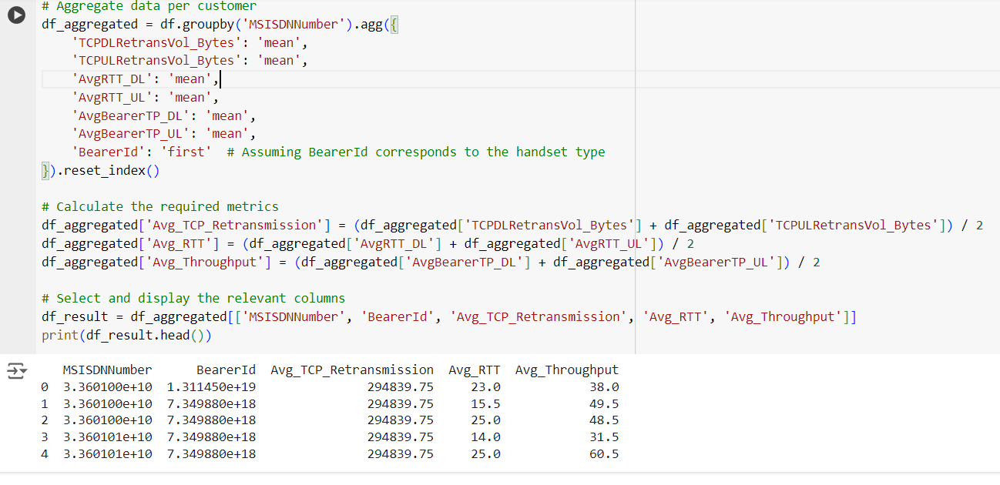 # Aggregate data per customer
df_aggregated = df.groupby('MSISDNNumber').agg({
    'TCPDLRetransVol_Bytes': 'mean',
    'TCPULRetransVol_Bytes': 'mean',
    'AvgRTT_DL': 'mean',
    'AvgRTT_UL': 'mean',
    'AvgBearerTP_DL': 'mean',
    'AvgBearerTP_UL': 'mean',
    'BearerId': 'first'  # Assuming BearerId corresponds to the handset type
}).reset_index()

# Calculate the required metrics
df_aggregated['Avg_TCP_Retransmission'] = (df_aggregated['TCPDLRetransVol_Bytes'] + df_aggregated['TCPULRetransVol_Bytes']) / 2
df_aggregated['Avg_RTT'] = (df_aggregated['AvgRTT_DL'] + df_aggregated['AvgRTT_UL']) / 2
df_aggregated['Avg_Throughput'] = (df_aggregated['AvgBearerTP_DL'] + df_aggregated['AvgBearerTP_UL']) / 2

# Select and display the relevant columns
df_result = df_aggregated[['MSISDNNumber', 'BearerId', 'Avg_TCP_Retransmission', 'Avg_RTT', 'Avg_Throughput']]
print(df_result.head())

   MSISDNNumber      BearerId  Avg_TCP_Retransmission  Avg_RTT  Avg_Throughput
0  3.360100e+10  1.311450e+19               294839.75     23.0            38.0
1  3.360100e+10  7.349880e+18               294839.75     15.5            49.5
2  3.360100e+10  7.349880e+18               294839.75     25.0            48.5
3  3.360101e+10  7.349880e+18               294839.75     14.0            31.5
4  3.360101e+10  7.349880e+18               294839.75     25.0            60.5